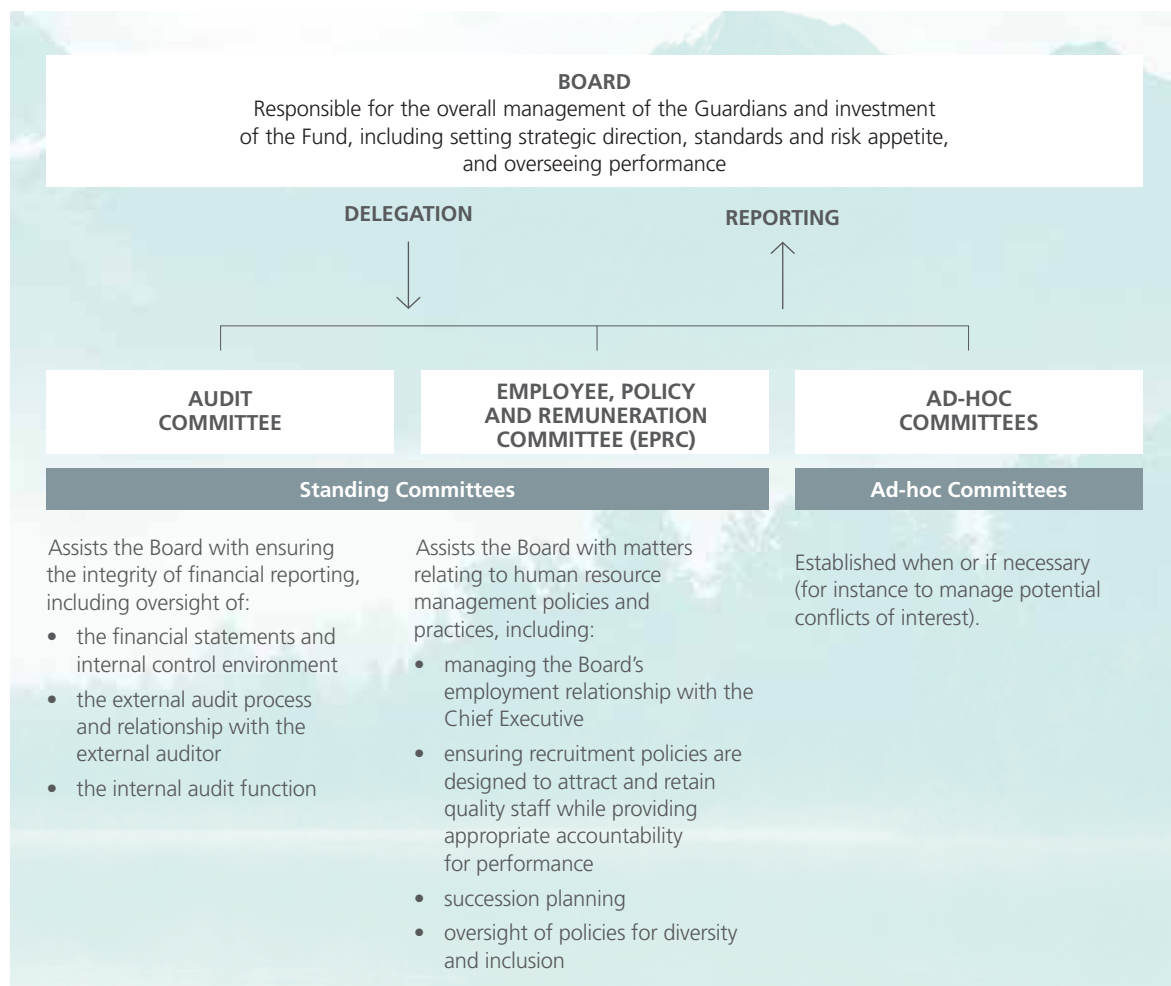 BOARD
Responsible for the overall management of the Guardians and investment
of the Fund, including setting strategic direction, standards and risk appetite,
and overseeing performance
DELEGATION
REPORTING
AUDIT
COMMITTEE
EMPLOYEE, POLICY
AND REMUNERATION
COMMITTEE (EPRC)
AD-HOC
COMMITTEES
Standing Committees
Ad-hoc Committees
Assists the Board with ensuring
the integrity of financial reporting,
including oversight of:
• the financial statements and
internal control environment
• the external audit process
and relationship with the
external auditor
• the internal audit function
Assists the Board with matters
relating to human resource
management policies and
practices, including:
• managing the Board's
employment relationship with the
Chief Executive
• ensuring recruitment policies are
designed to attract and retain
quality staff while providing
appropriate accountability
for performance
• succession planning
• oversight of policies for diversity
and inclusion
Established when or if necessary
(for instance to manage potential
conflicts of interest).